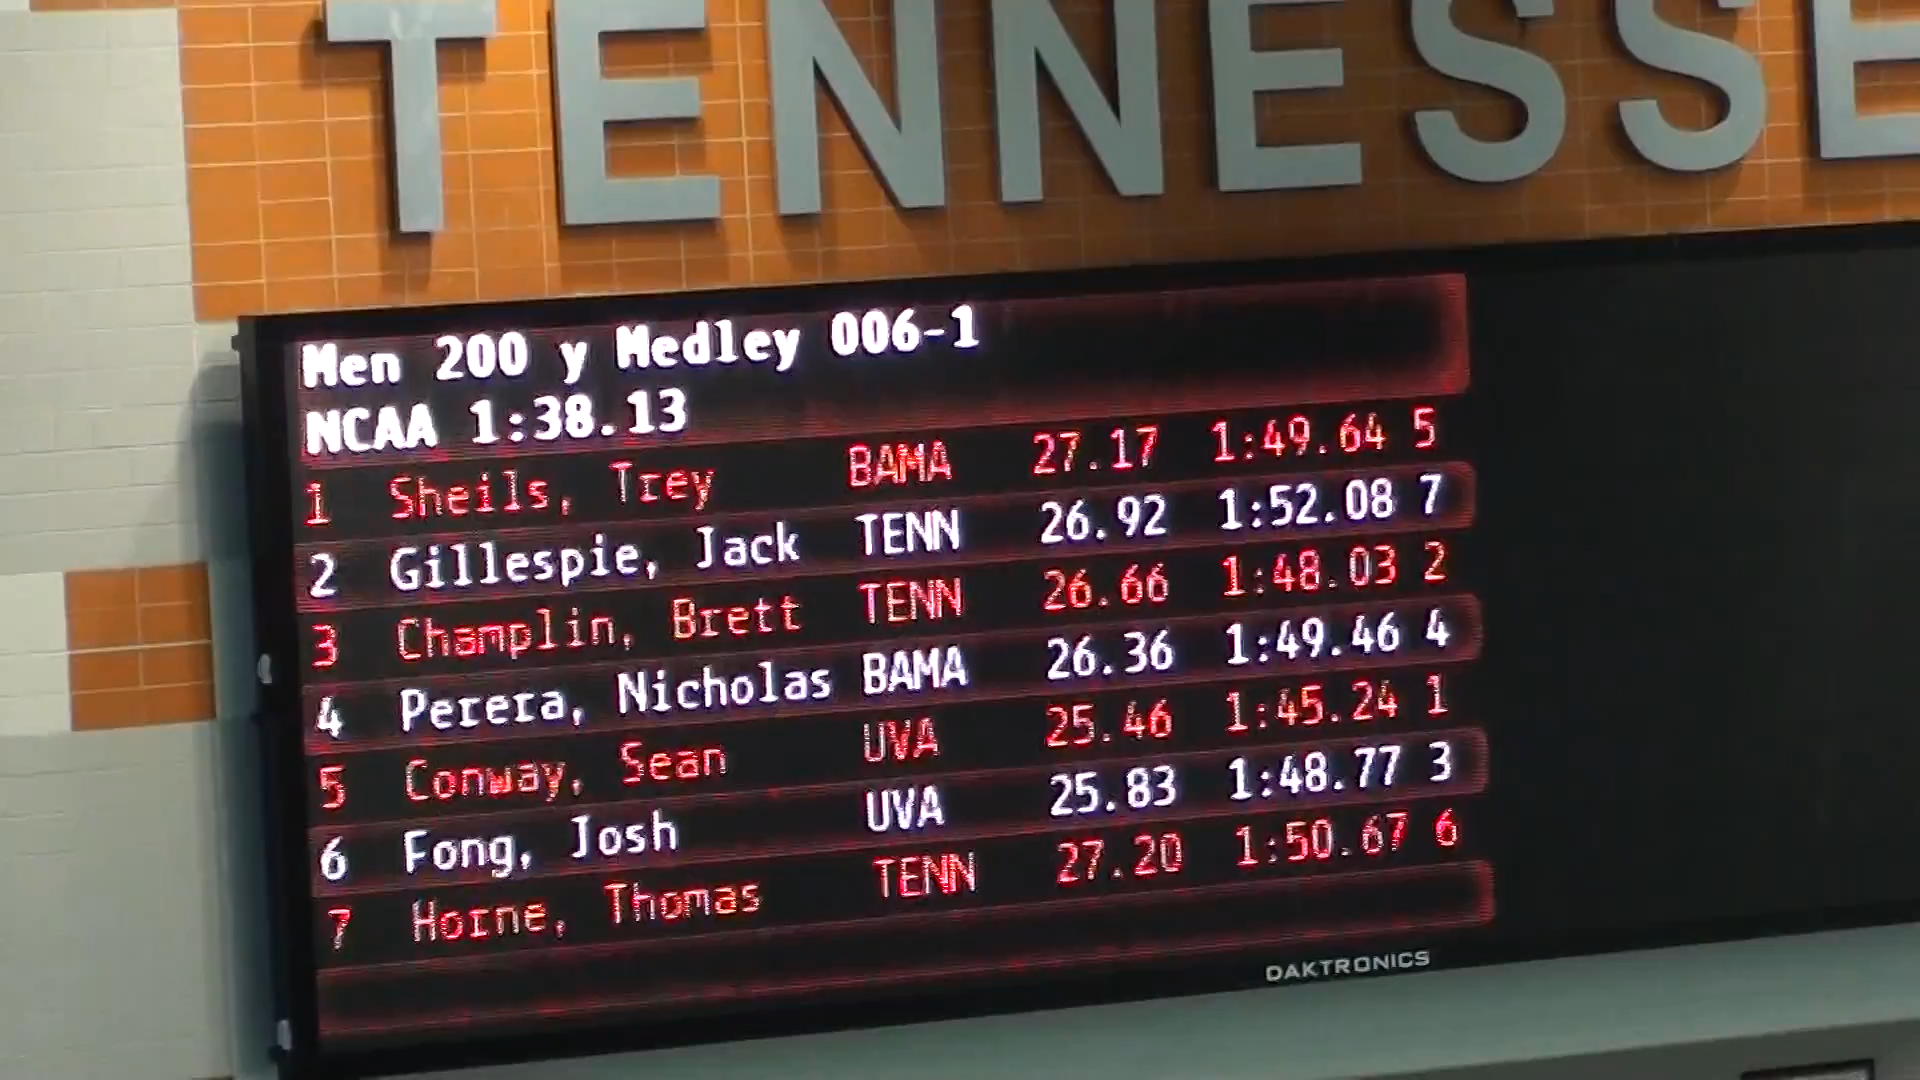 TENNESSE
Men 200 y Medley 006-1
NCAA 1:38.13
1 Sheils, Trey BAMA 27.17 1:49.64 5
2 Gillespie, Jack TENN 26.92 1:52.08 7
3 Champlin, Brett TENN 26.66 1:48.03 2
4 Perera, Nicholas BAMA 26.36 1:49.46 4
5 Conway, Sean UVA 25.46 1:45.24 1
6 Fong, Josh UVA 25.83 1:48.77 3
7 Horne, Thomas TENN 27.20 1:50.67 6
DAKTRONICS